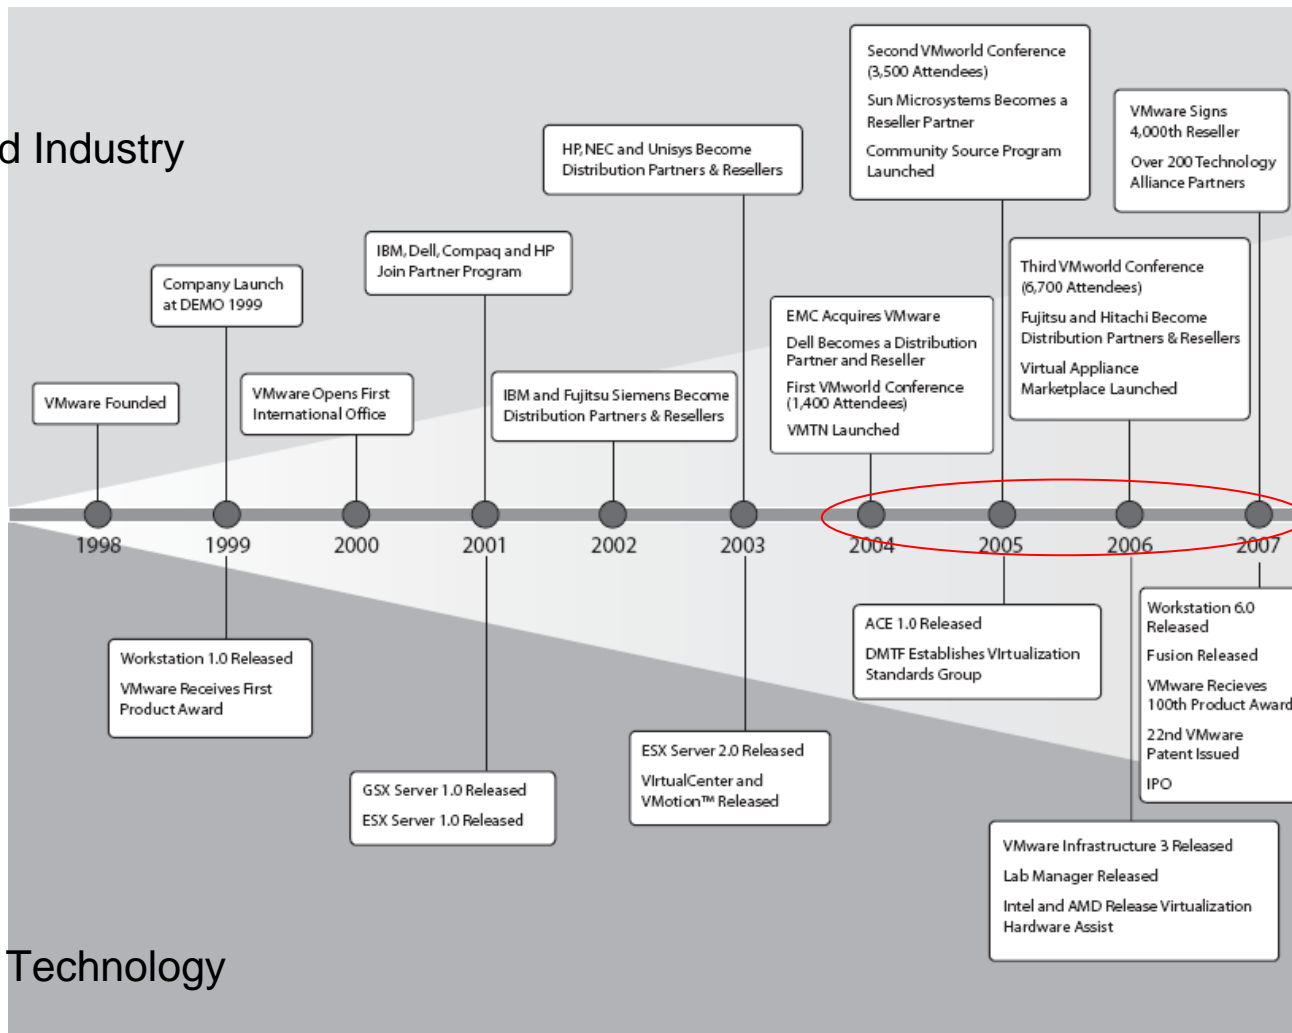 Second VMworld Conference
(3,500 Attendees)
Sun Microsystems Becomes a
Reseller Partner
Community Source Program
Launched
VMware Signs
4,000th Reseller
Over 200 Technology
Alliance Partners
d Industry
HP, NEC and Unisys Become
Distribution Partners & Resellers
IBM, Dell, Compaq and HP
Join Partner Program
Company Launch
at DEMO 1999
Third VMworld Conference
(6,700 Attendees)
Fujitsu and Hitachi Become
Distribution Partners & Resellers
Virtual Appliance
Marketplace Launched
EMC Acquires VMware
Dell Becomes a Distribution
Partner and Reseller
First VMworld Conference
(1,400 Attendees)
VMTN Launched
VMware Founded
VMware Opens First
International Office
IBM and Fujitsu Siemens Become
Distribution Partners & Resellers
1998 1999 2000 2001 2002 2003 2004 2005 2006 2007
Workstation 1.0 Released
VMware Receives First
Product Award
GSX Server 1.0 Released
ESX Server 1.0 Released
ESX Server 2.0 Released
VIrtualCenter and
VMotion™ Released
ACE 1.0 Released
DMTF Establishes VIrtualization
Standards Group
Workstation 6.0
Released
Fusion Released
VMware Recieves
100th Product Award
22nd VMware
Patent Issued
IPO
VMware Infrastructure 3 Released
Lab Manager Released
Intel and AMD Release Virtualization
Hardware Assist
Technology